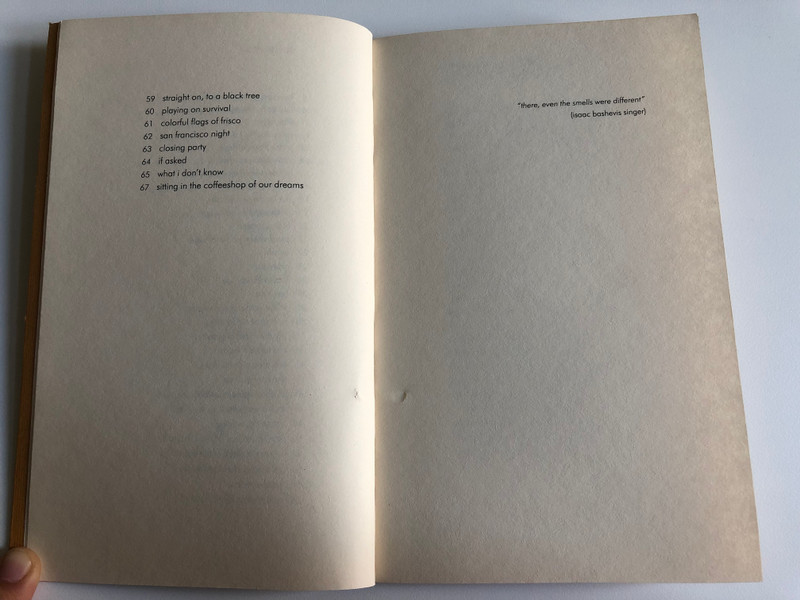 59 straight on, to a black tree
60 playing on survival
61 colorful flags of frisco
62 san francisco night
63 closing party
64 if asked
65 what i don't know
67 sitting in the coffeeshop of our dreams
"there, even the smells were different"
(isaac bashevis singer)